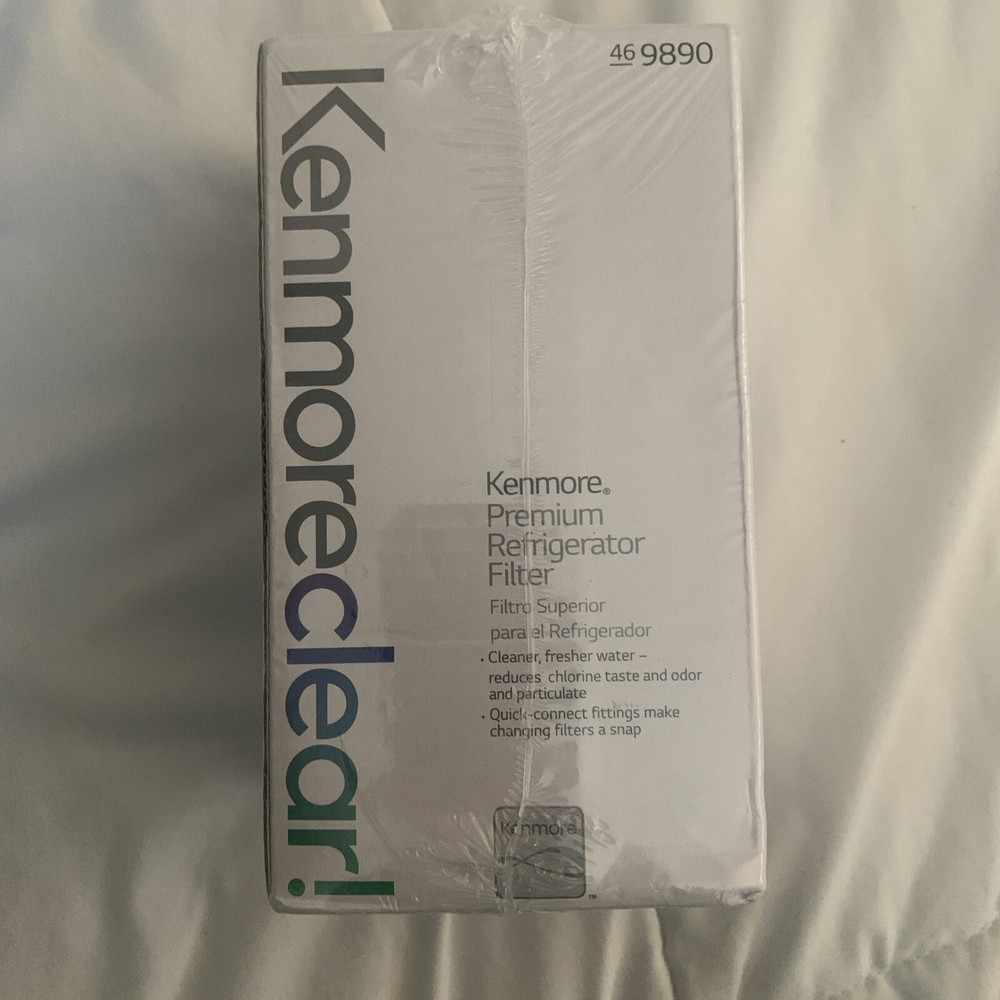 46 9890
Kenmoreclear!
Kenmore®
Premium
Refrigerator
Filter
Filtro Superior
para el Refrigerador
· Cleaner, fresher water –
reduces chlorine taste and odor
and particulate
· Quick-connect fittings make
changing filters a snap
Kenmore
™